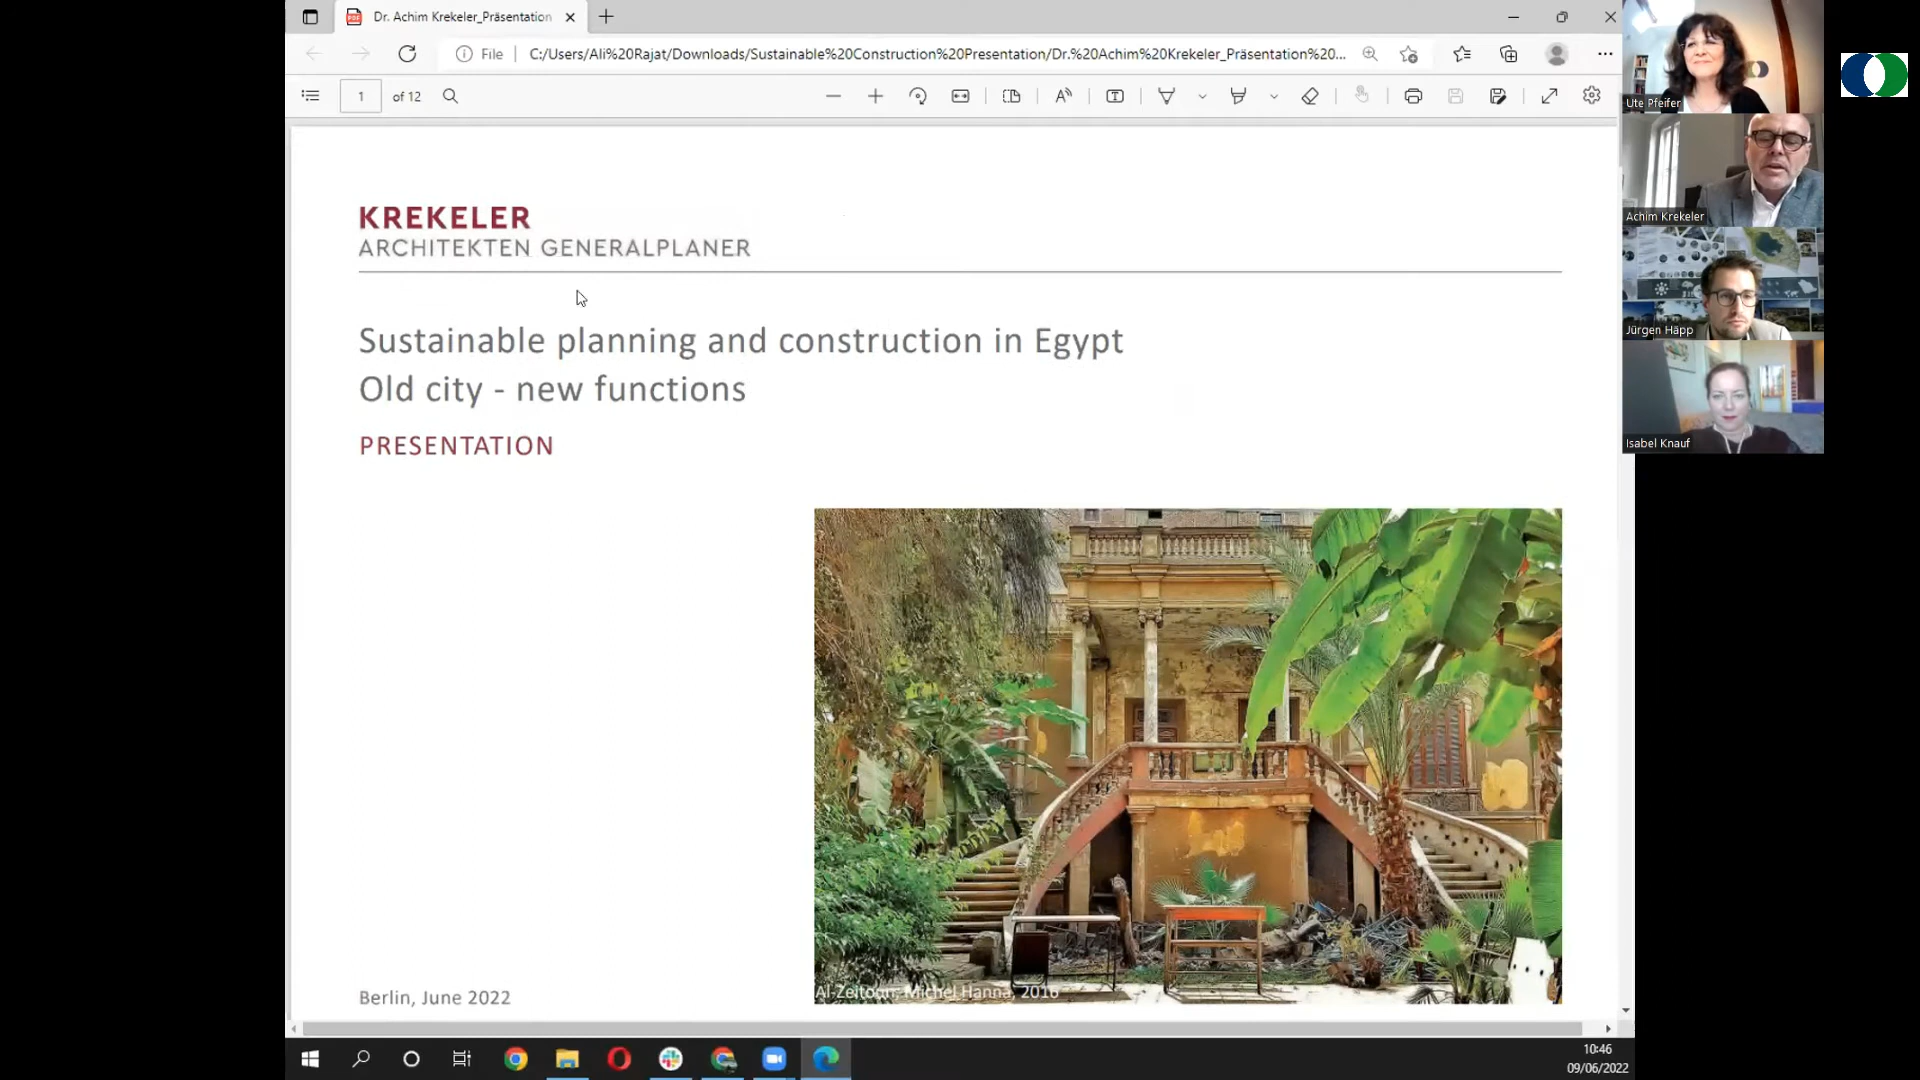 Dr. Achim Krekeler_Präsentation
File
C:/Users/Ali%20Rajat/Downloads/Sustainable%20Construction%20Presentation/Dr.%20Achim%20Krekeler_Präsentation%20...
1 of 12
KREKELER
ARCHITEKTEN GENERALPLANER
Sustainable planning and construction in Egypt
Old city - new functions
PRESENTATION
Al-Zeitoun, Michel Hanna, 2016
Berlin, June 2022
Ute Pfeifer
Achim Krekeler
Jürgen Häpp
Isabel Knauf
10:46
09/06/2022